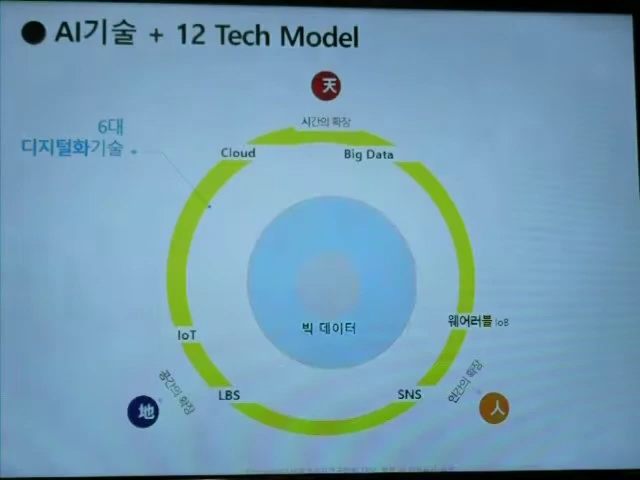 AI기술 + 12 Tech Model
天
시간의 확장
6대
디지털화기술
Cloud
Big Data
빅 데이터
웨어러블 IoB
IoT
공간의 확장
LBS
SNS
인간의 확장
地
人